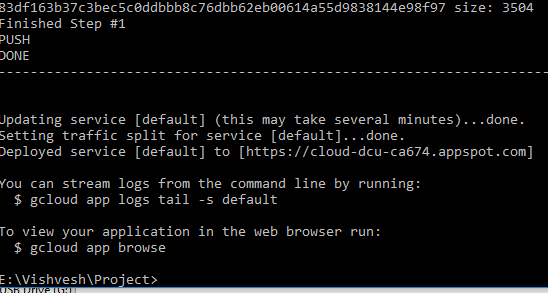 83df163b37c3bec5c0ddbbb8c76dbb62eb00614a55d9838144e98f97 size: 3504
Finished Step #1
PUSH
DONE
--------------------------------------------------------------------------------
Updating service [default] (this may take several minutes)...done.
Setting traffic split for service [default]...done.
Deployed service [default] to [https://cloud-dcu-ca674.appspot.com]
You can stream logs from the command line by running:
$ gcloud app logs tail -s default
To view your application in the web browser run:
$ gcloud app browse
E:\Vishvesh\Project>
USB Drive (G:)